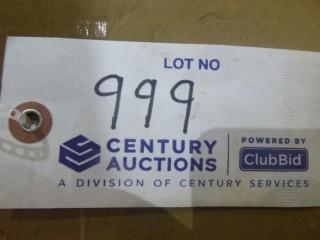 LOT NO
999
CENTURY
AUCTIONS
POWERED BY
ClubBid
A DIVISION OF CENTURY SERVICES